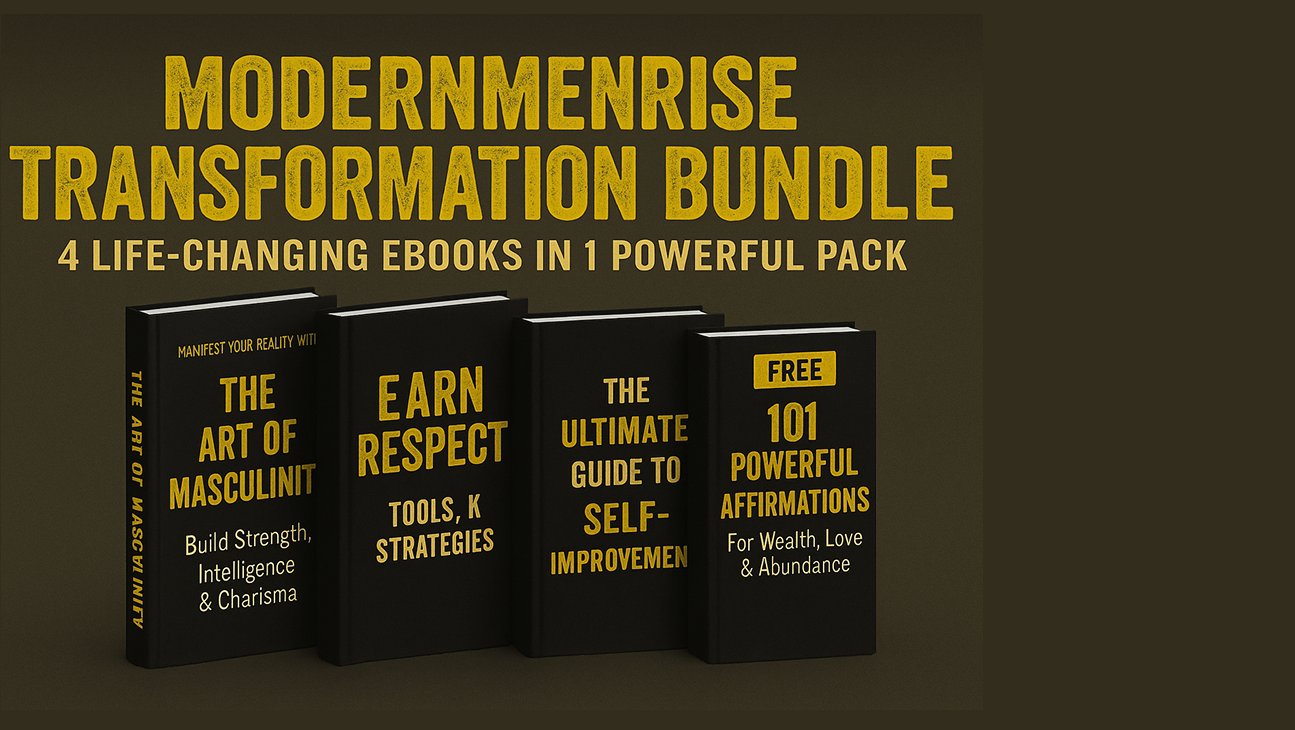 MODERNMENRISE
TRANSFORMATION BUNDLE
4 LIFE-CHANGING EBOOKS IN 1 POWERFUL PACK
THE ART OF MASCVLINIFY
MANIFEST YOUR REALITY WITH
THE
ART OF
MASCULINIT
Build Strength,
Intelligence
& Charisma
EARN
RESPECT
TOOLS, K
STRATEGIES
THE
ULTIMATE
GUIDE TO
SELF-
IMPROVEMEN
FREE
101
POWERFUL
AFFIRMATIONS
For Wealth, Love
& Abundance